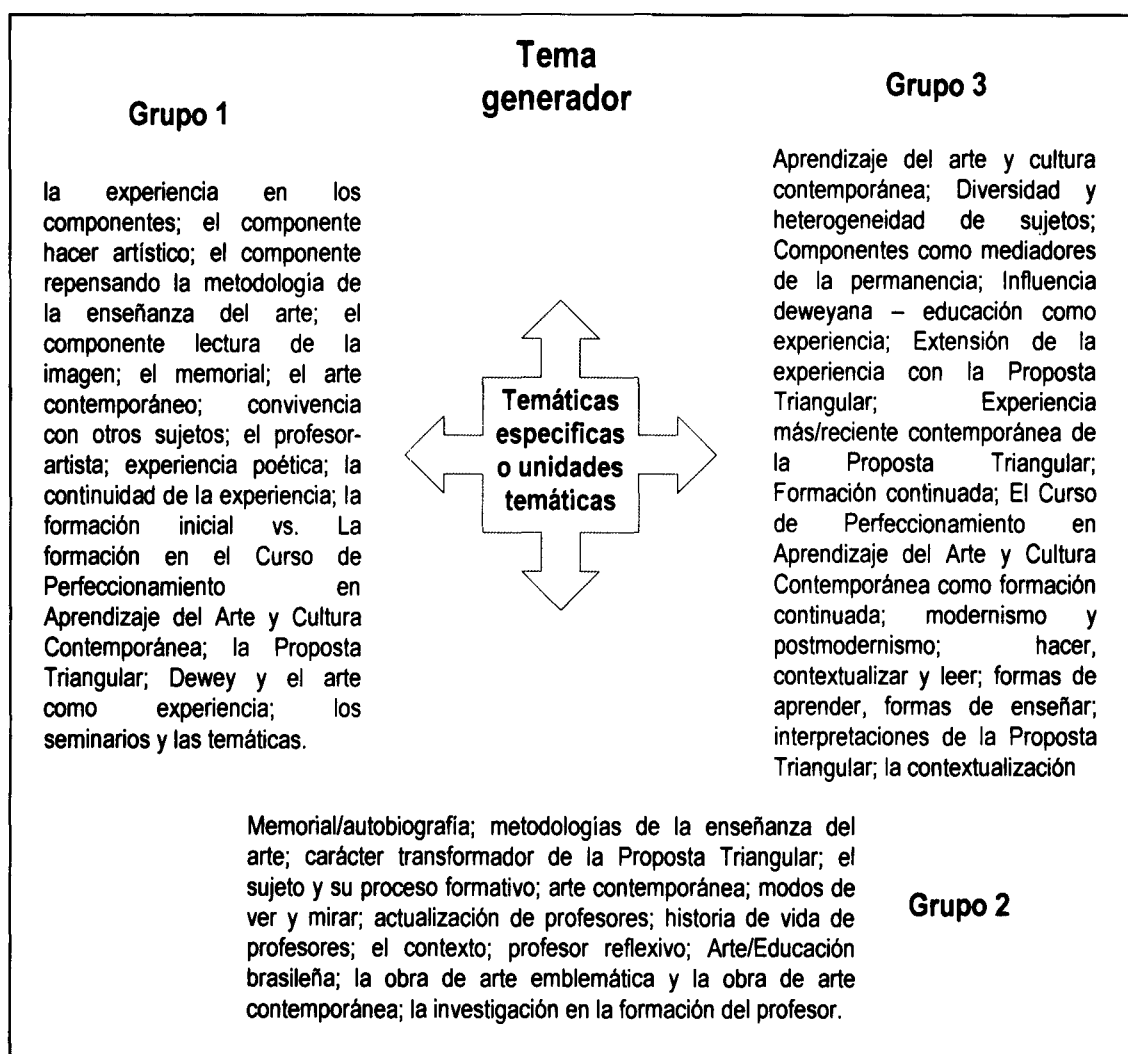 Tema
generador
Grupo 1
la experiencia en los
componentes; el componente
hacer artístico; el componente
repensando la metodología de
la enseñanza del arte; el
componente lectura de la
imagen; el memorial; el arte
contemporáneo; convivencia
con otros sujetos; el profesor-
artista; experiencia poética; la
continuidad de la experiencia; la
formación inicial vs. La
formación en el Curso de
Perfeccionamiento en
Aprendizaje del Arte y Cultura
Contemporánea; la Proposta
Triangular; Dewey y el arte
como experiencia; los
seminarios y las temáticas.
Temáticas
especificas
o unidades
temáticas
Grupo 3
Aprendizaje del arte y cultura
contemporánea; Diversidad y
heterogeneidad de sujetos;
Componentes como mediadores
de la permanencia; Influencia
deweyana – educación como
experiencia; Extensión de la
experiencia con la Proposta
Triangular; Experiencia
más/reciente contemporánea de
la Proposta Triangular;
Formación continuada; El Curso
de Perfeccionamiento en
Aprendizaje del Arte y Cultura
Contemporánea como formación
continuada; modernismo y
postmodernismo; hacer,
contextualizar y leer; formas de
aprender, formas de enseñar;
interpretaciones de la Proposta
Triangular; la contextualización
Memorial/autobiografía; metodologías de la enseñanza del
arte; carácter transformador de la Proposta Triangular; el
sujeto y su proceso formativo; arte contemporánea; modos de
ver y mirar; actualización de profesores; historia de vida de
profesores; el contexto; profesor reflexivo; Arte/Educación
brasileña; la obra de arte emblemática y la obra de arte
contemporánea; la investigación en la formación del profesor.
Grupo 2